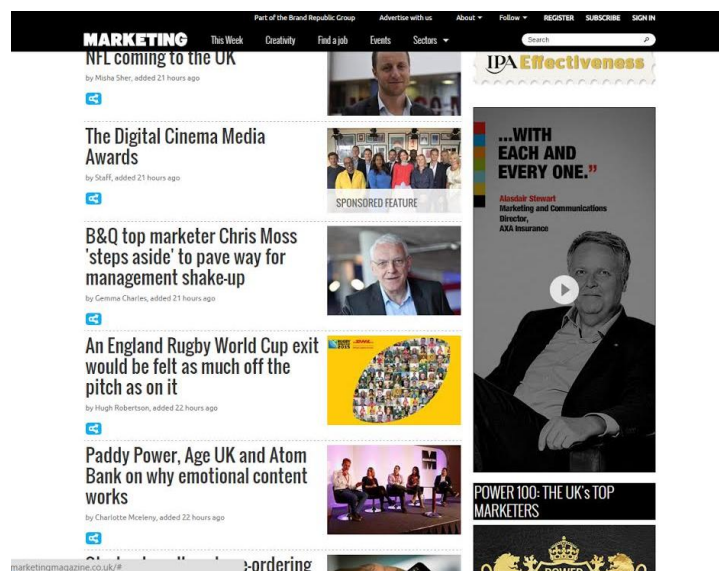 Part of the Brand Republic Group Advertise with us About Follow REGISTER SUBSCRIBE SIGN IN
MARKETING This Week Creativity Find a job Events Sectors Search
NFL coming to the UK
by Misha Sher, added 21 hours ago
The Digital Cinema Media
Awards
by Staff, added 21 hours ago
SPONSORED FEATURE
B&Q top marketer Chris Moss
'steps aside' to pave way for
management shake-up
by Gemma Charles, added 21 hours ago
An England Rugby World Cup exit
would be felt as much off the
pitch as on it
by Hugh Robertson, added 22 hours ago
DHL
Paddy Power, Age UK and Atom
Bank on why emotional content
works
by Charlotte Mceleny, added 22 hours ago
-ordering
marketingmagazine.co.uk/#
IPA Effectiveness
...WITH
EACH AND
EVERY ONE.”
Alasdair Stewart
Marketing and Communications
Director,
AXA Insurance
POWER 100: THE UK's TOP
MARKETERS
POWER